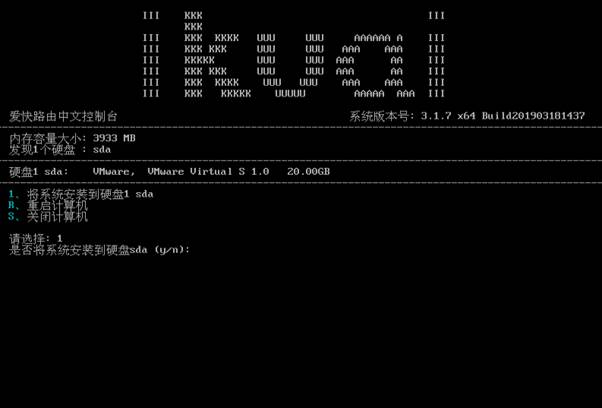 III    KKK                                     III
       KKK
III    KKK  KKKK   UUU     UUU     AAAAAA A    III
III    KKK KKK     UUU     UUU   AAA    AAA    III
III    KKKKK       UUU     UUU  AAA      AA    III
III    KKK KKK     UUU     UUU  AAA      AA    III
III    KKK  KKKK    UUU   UUU    AAA    AAA    III
III    KKK   KKKKK    UUUUU        AAAAA  AAA  III
爱快路由中文控制台 系统版本号: 3.1.7 x64 Build201903181437
内存容量大小: 3933 MB
发现1个硬盘 : sda
硬盘1 sda: VMware, VMware Virtual S 1.0 20.00GB
1、将系统安装到硬盘1 sda
R、重启计算机
S、关闭计算机
请选择: 1
是否将系统安装到硬盘sda (y/n):